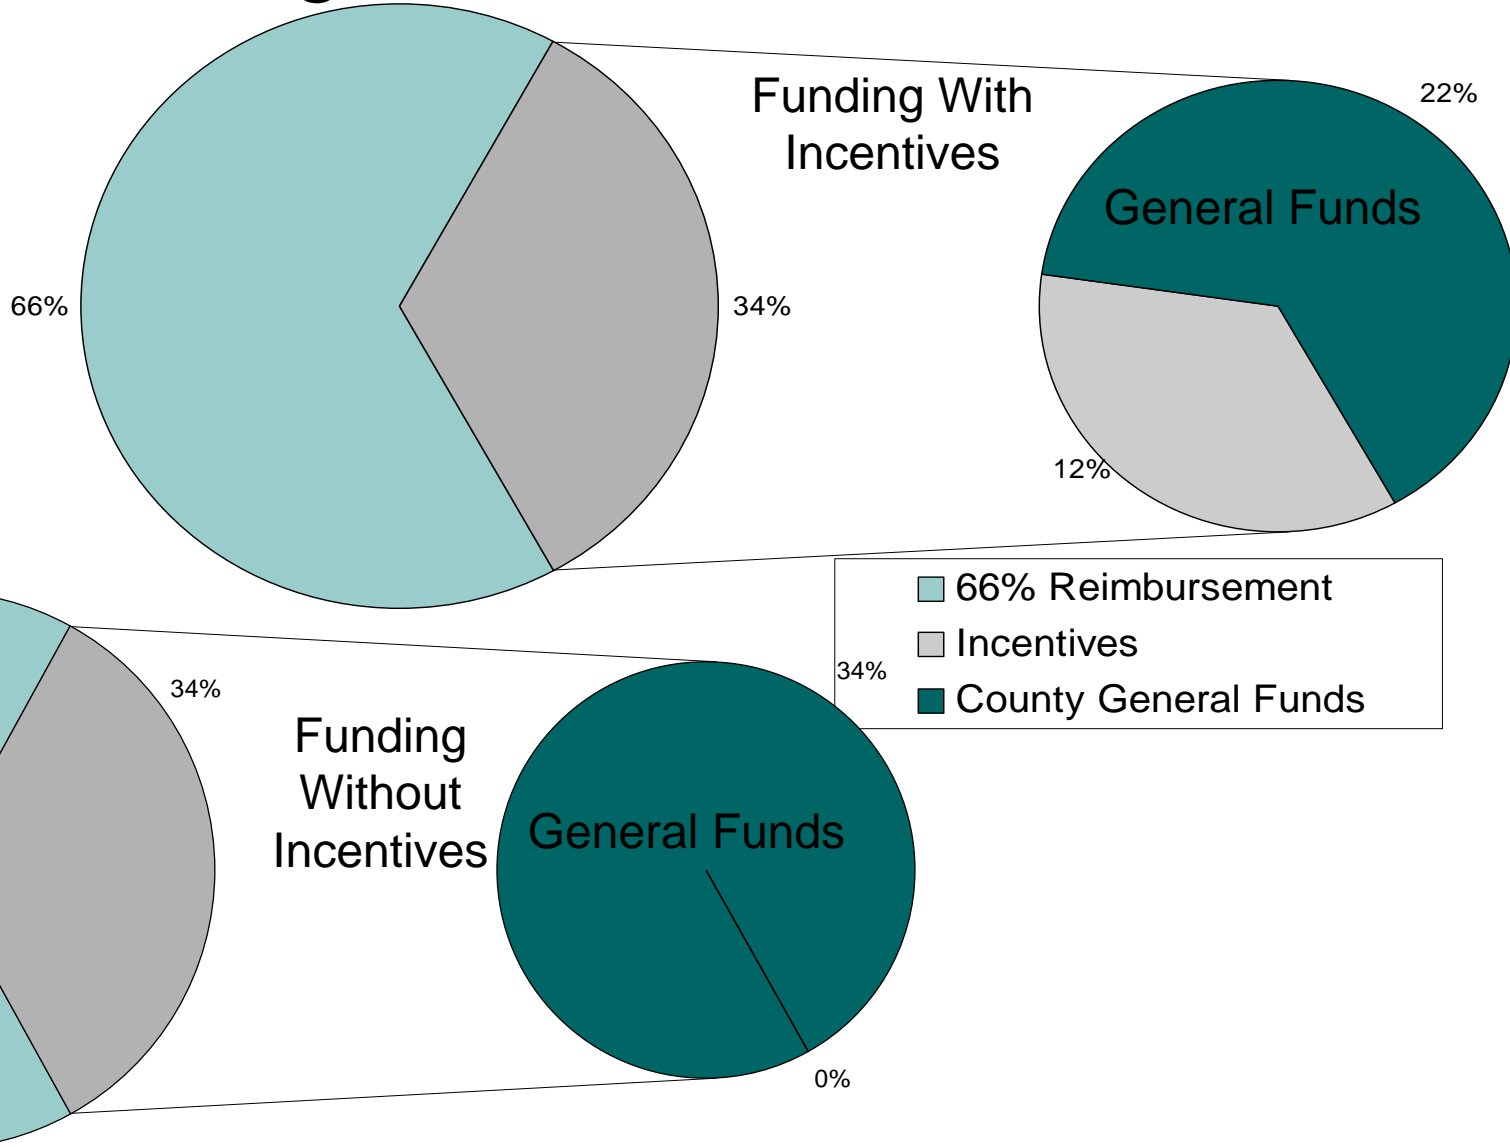 Funding With
Incentives
22%
General Funds
66%
34%
12%
66% Reimbursement
Incentives
County General Funds
34%
34%
Funding
Without
Incentives
General Funds
0%